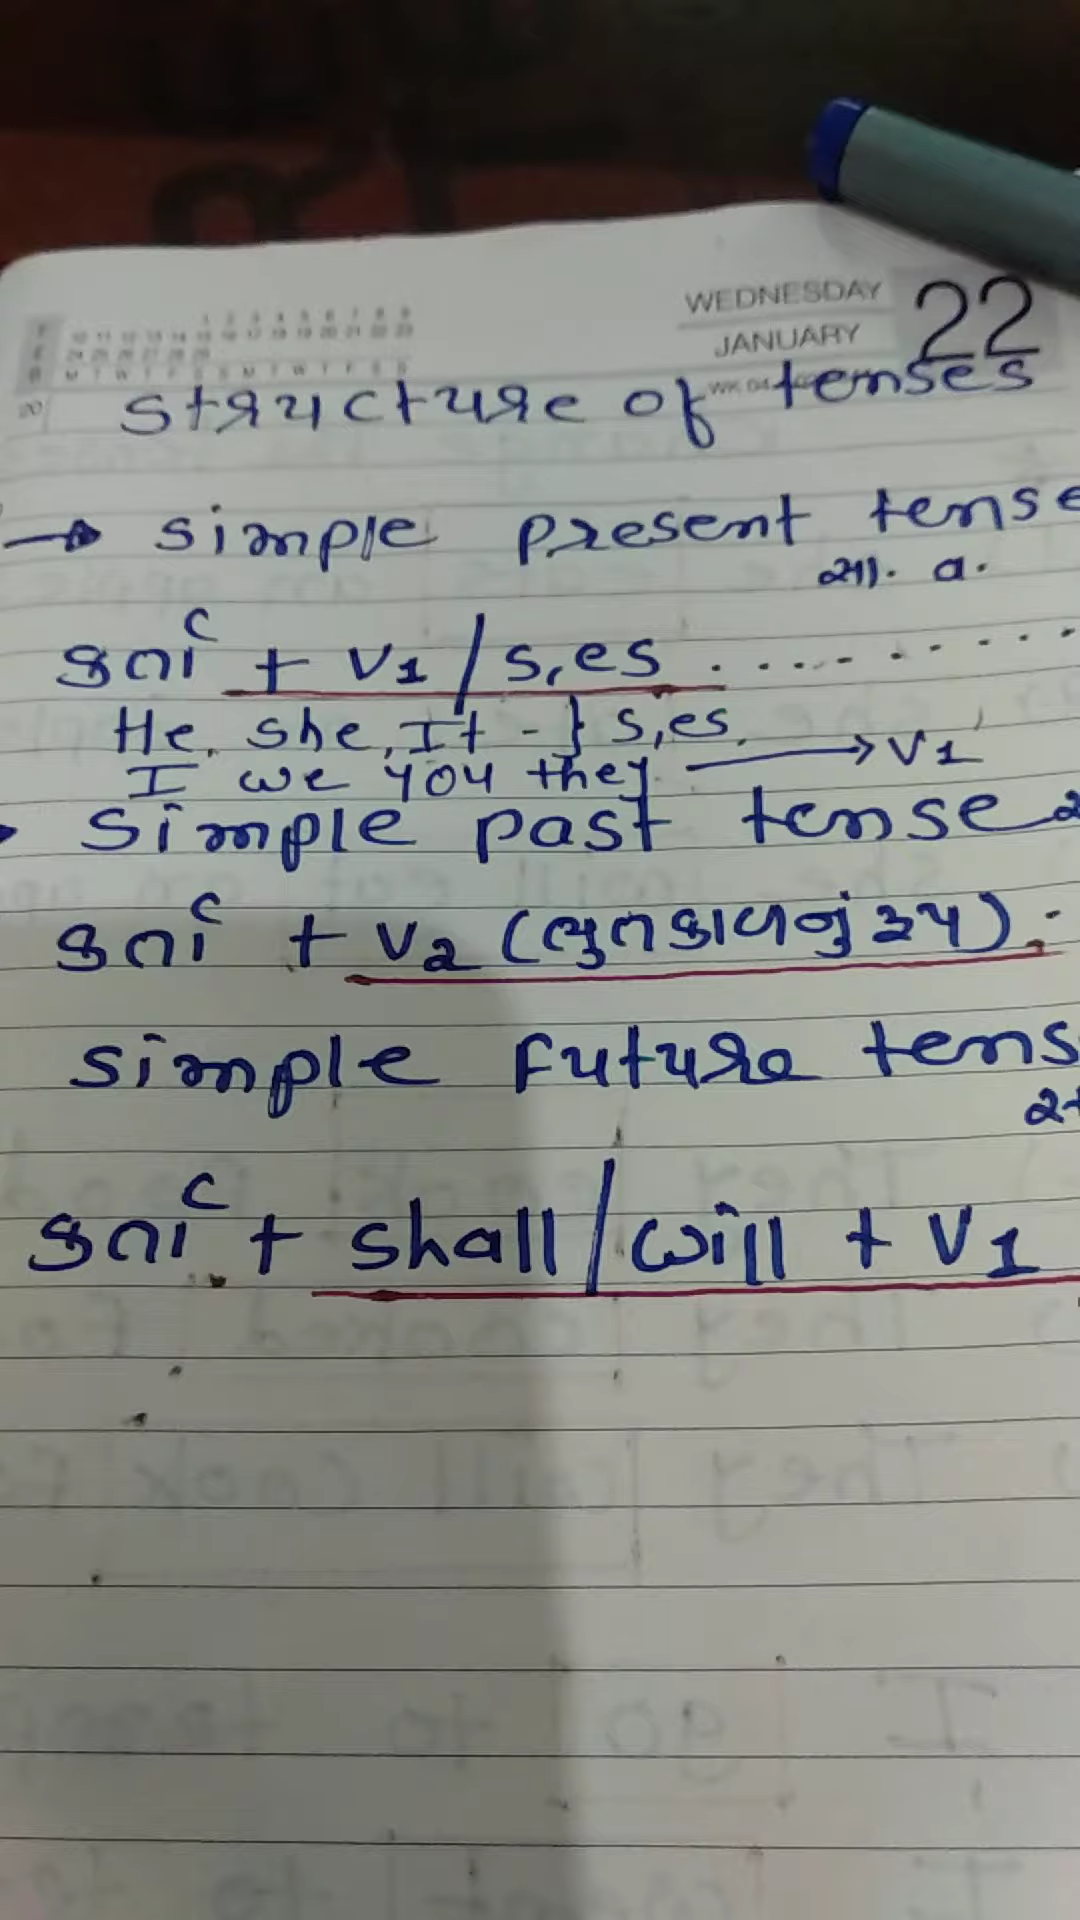 WEDNESDAY
JANUARY
22
structure of tenses
→ simple present tense
સા. વ.
કર્તા + V1 / s, es ..........
He, she, It - } s, es.
I we you they. → V1
simple past tense
કર્તા + V2 (ભુતકાળનું રૂપ).
simple Future tens
કર્તા + shall / will + V1